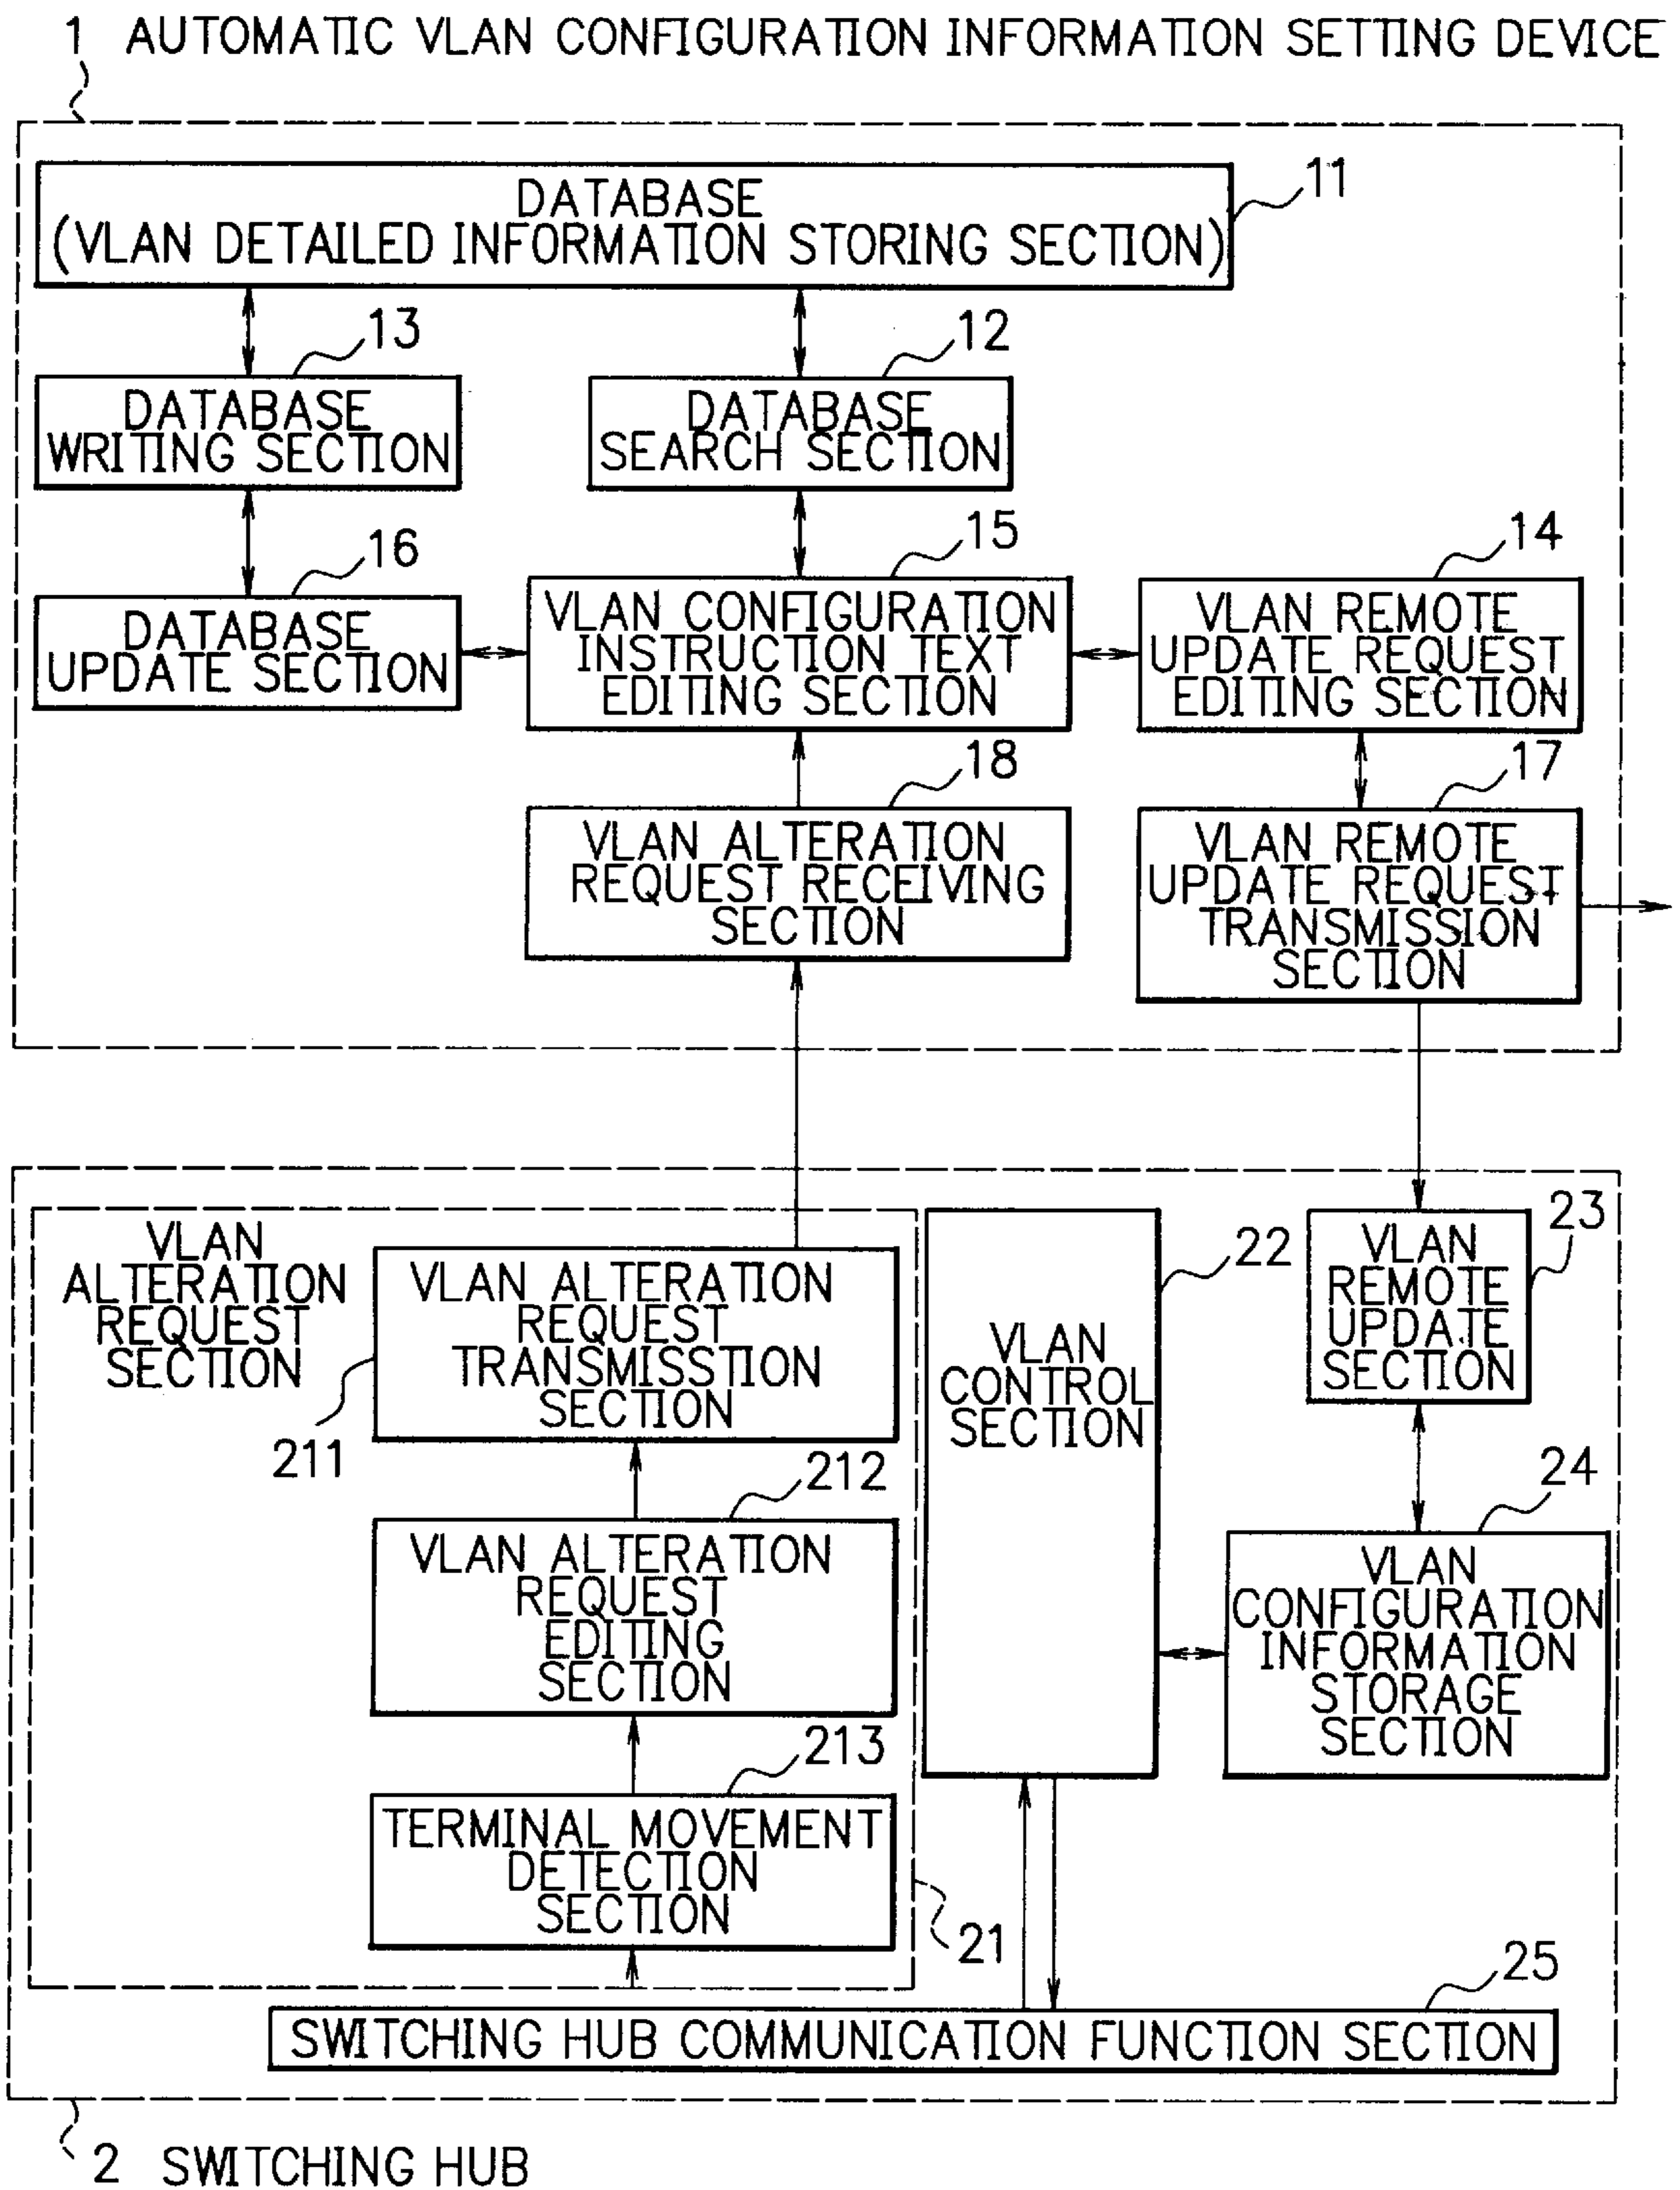 1 AUTOMATIC VLAN CONFIGURATION INFORMATION SETTING DEVICE
11
DATABASE
(VLAN DETAILED INFORMATION STORING SECTION)
13
DATABASE
WRITING SECTION
12
DATABASE
SEARCH SECTION
16
DATABASE
UPDATE SECTION
15
VLAN CONFIGURATION
INSTRUCTION TEXT
EDITING SECTION
14
VLAN REMOTE
UPDATE REQUEST
EDITING SECTION
18
VLAN ALTERATION
REQUEST RECEIVING
SECTION
17
VLAN REMOTE
UPDATE REQUEST
TRANSMISSION
SECTION
VLAN
ALTERATION
REQUEST
SECTION
VLAN ALTERATION
REQUEST
TRANSMISSTION
SECTION
211
212
VLAN ALTERATION
REQUEST
EDITING
SECTION
213
TERMINAL MOVEMENT
DETECTION
SECTION
21
22
VLAN
CONTROL
SECTION
23
VLAN
REMOTE
UPDATE
SECTION
24
VLAN
CONFIGURATION
INFORMATION
STORAGE
SECTION
25
SWITCHING HUB COMMUNICATION FUNCTION SECTION
2 SWITCHING HUB